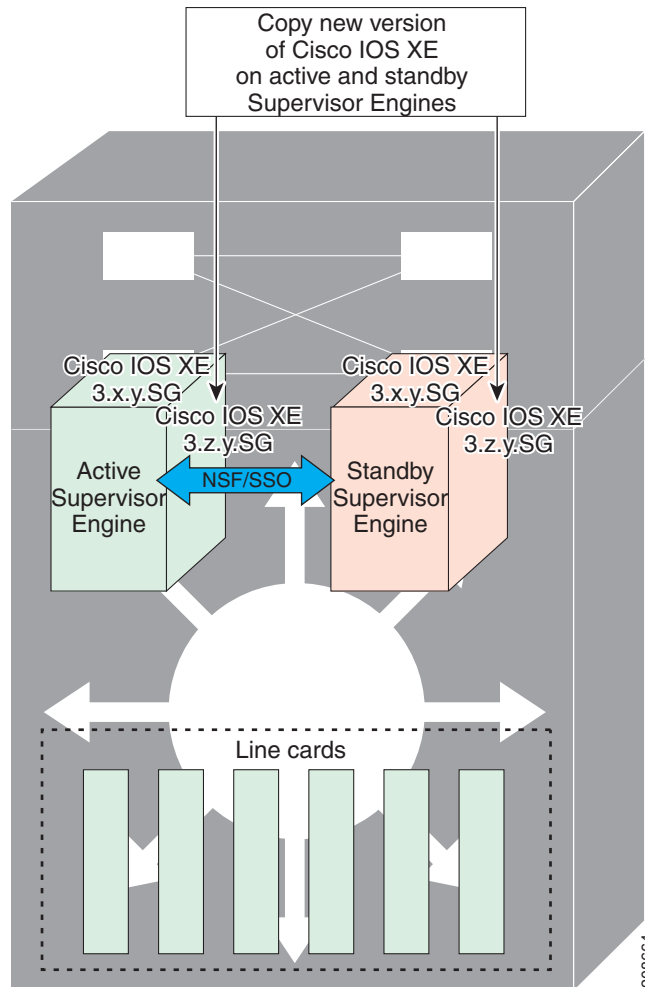 Copy new version
of Cisco IOS XE
on active and standby
Supervisor Engines
Cisco IOS XE
3.x.y.SG
Cisco IOS XE
3.z.y.SG
Cisco IOS XE
3.x.y.SG
Cisco IOS XE
3.z.y.SG
Active
Supervisor
Engine
NSF/SSO
Standby
Supervisor
Engine
Line cards